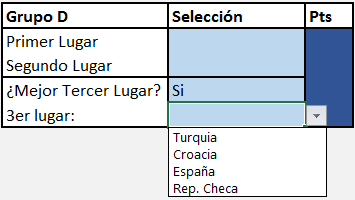 Grupo D Selección Pts
Primer Lugar
Segundo Lugar
¿Mejor Tercer Lugar? Si
3er lugar:
Turquia
Croacia
España
Rep. Checa